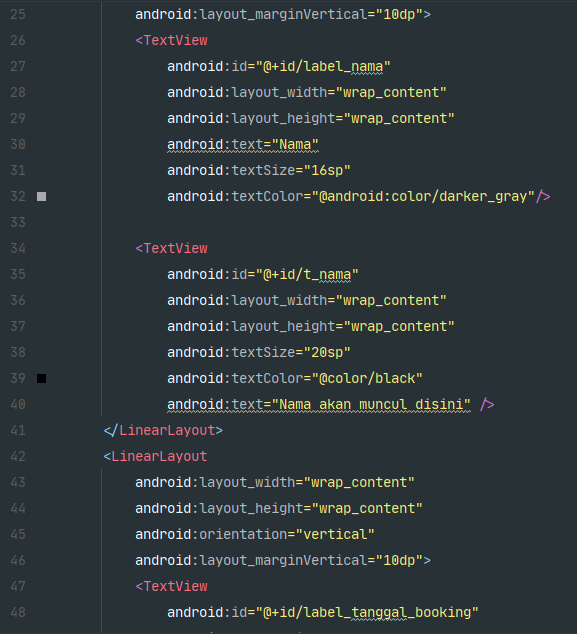 25 android:layout_marginVertical="10dp">
26 <TextView
27 android:id="@+id/label_nama"
28 android:layout_width="wrap_content"
29 android:layout_height="wrap_content"
30 android:text="Nama"
31 android:textSize="16sp"
32 android:textColor="@android:color/darker_gray"/>
33
34 <TextView
35 android:id="@+id/t_nama"
36 android:layout_width="wrap_content"
37 android:layout_height="wrap_content"
38 android:textSize="20sp"
39 android:textColor="@color/black"
40 android:text="Nama akan muncul disini" />
41 </LinearLayout>
42 <LinearLayout
43 android:layout_width="wrap_content"
44 android:layout_height="wrap_content"
45 android:orientation="vertical"
46 android:layout_marginVertical="10dp">
47 <TextView
48 android:id="@+id/label_tanggal_booking"